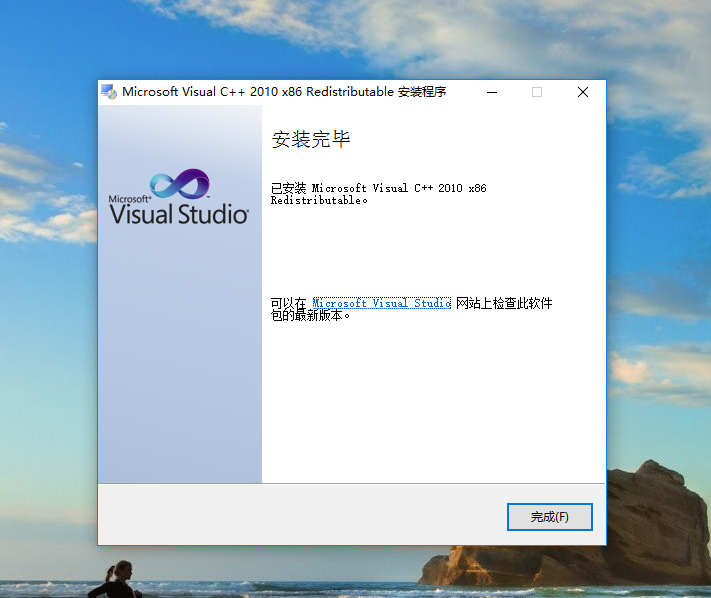 Microsoft Visual C++ 2010 x86 Redistributable 安装程序
安装完毕
已安装 Microsoft Visual C++ 2010 x86
Redistributable。
Microsoft®
Visual Studio®
可以在 Microsoft Visual Studio 网站上检查此软件
包的最新版本。
完成(F)